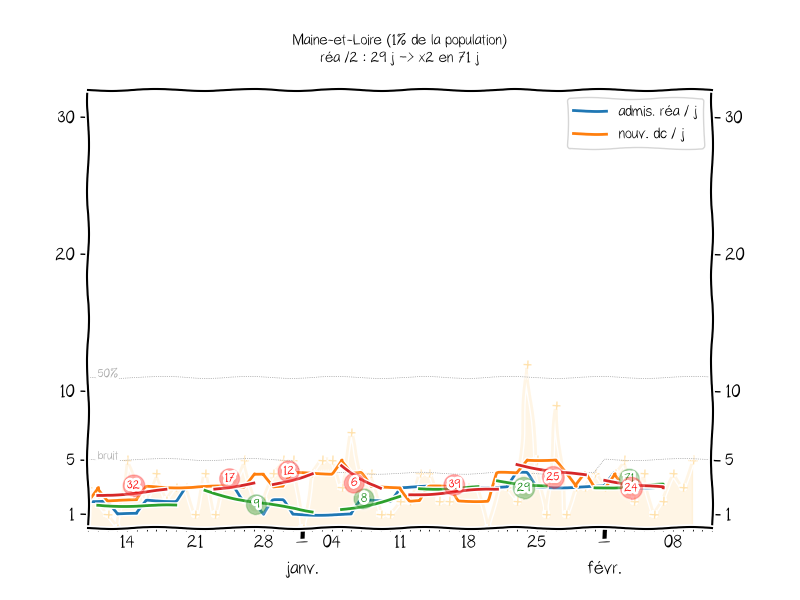 Maine-et-Loire (1% de la population)
réa /2 : 29 j -> x2 en 71 j
admis. réa / j
nouv. dc / j
30 30
20 20
50%
10 10
bruit
5 5
32 17 12 6 39 25 71
9 8 29 24
1 1
14 21 28 04 11 18 25 08
janv. févr.